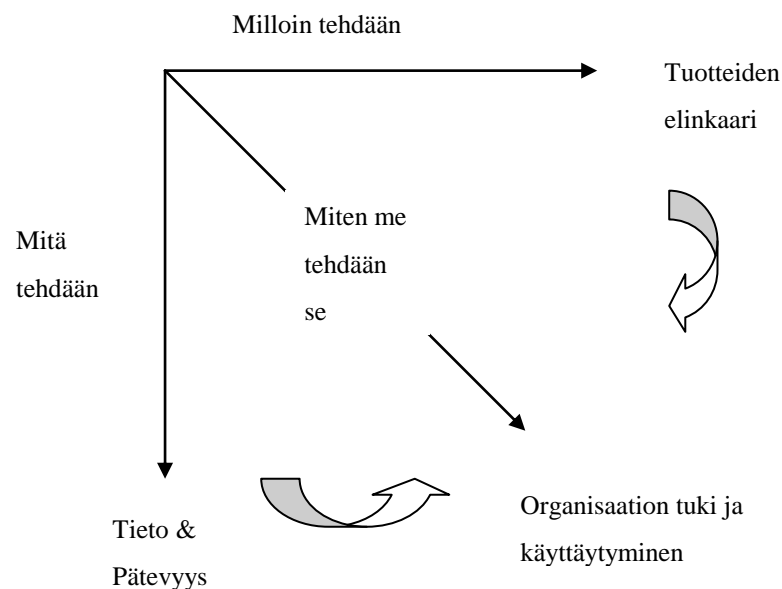 Milloin tehdään
Tuotteiden
elinkaari
Miten me
tehdään
se
Mitä
tehdään
Organisaation tuki ja
käyttäytyminen
Tieto &
Pätevyys